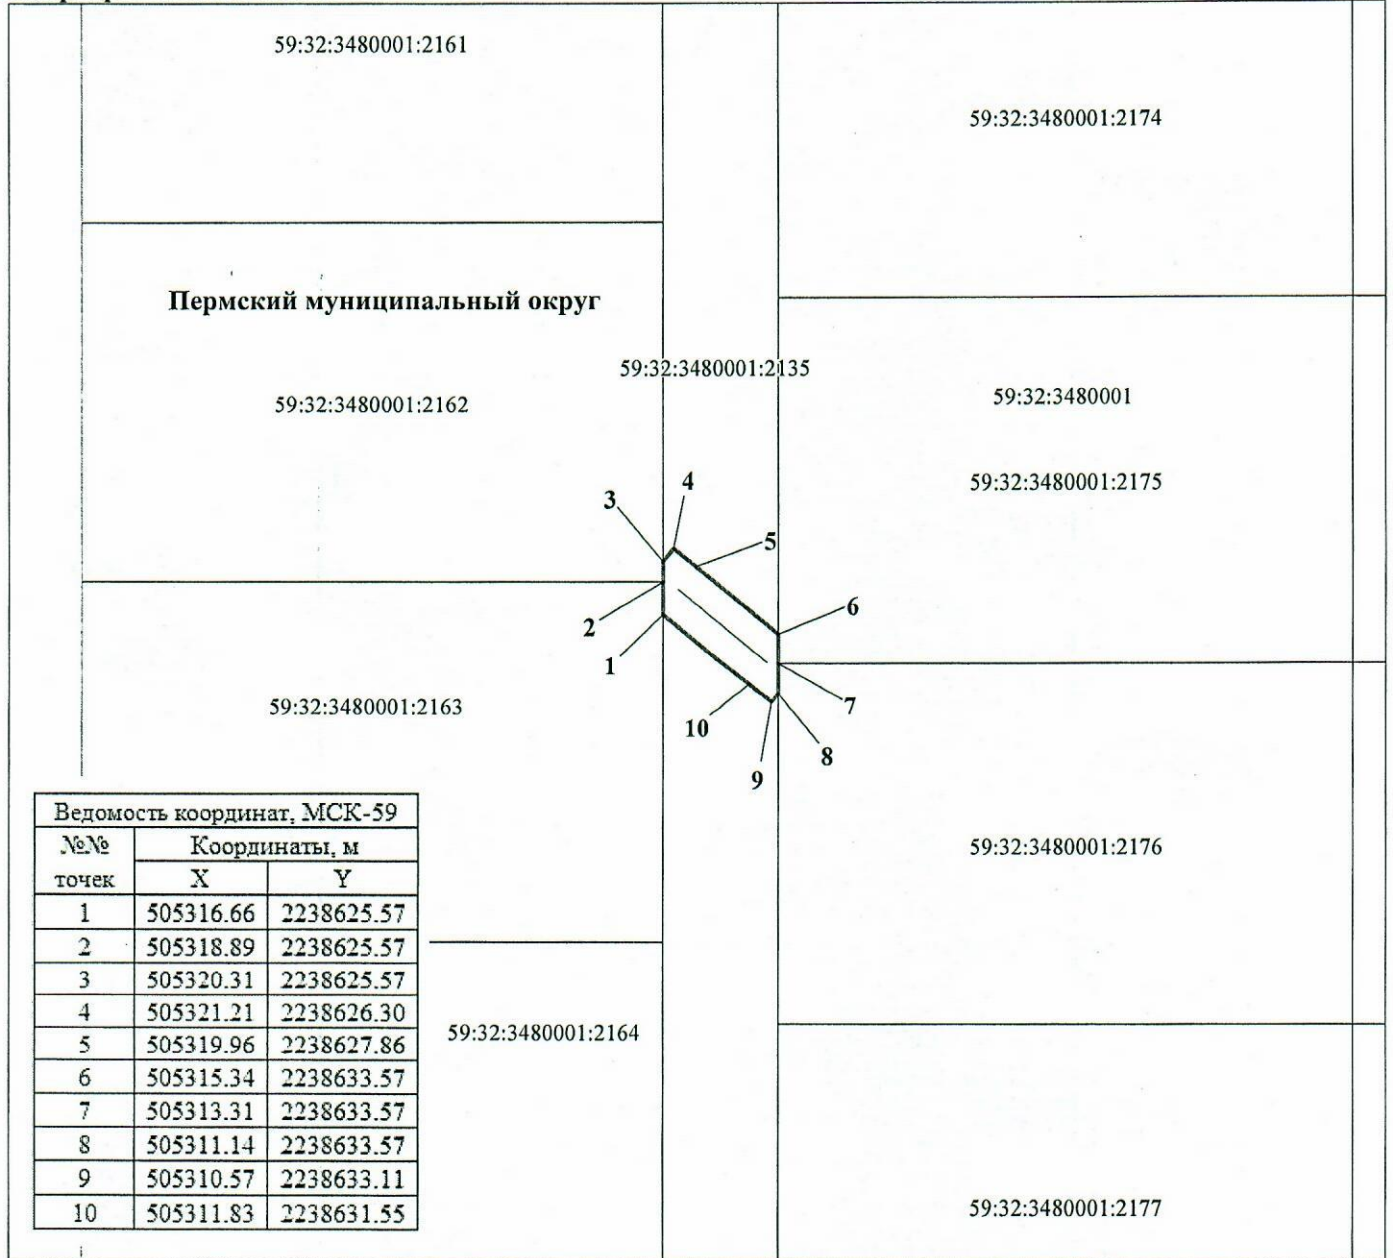 59:32:3480001:2161
59:32:3480001:2174
Пермский муниципальный округ
59:32:3480001:2135
59:32:3480001:2162
59:32:3480001
59:32:3480001:2175
4
3
5
6
2
1
7
59:32:3480001:2163
10
8
9
Ведомость координат, МСК-59
№№ точек
Координаты, м
X Y
1 505316.66 2238625.57
2 505318.89 2238625.57
3 505320.31 2238625.57
4 505321.21 2238626.30
5 505319.96 2238627.86
6 505315.34 2238633.57
7 505313.31 2238633.57
8 505311.14 2238633.57
9 505310.57 2238633.11
10 505311.83 2238631.55
59:32:3480001:2176
59:32:3480001:2164
59:32:3480001:2177